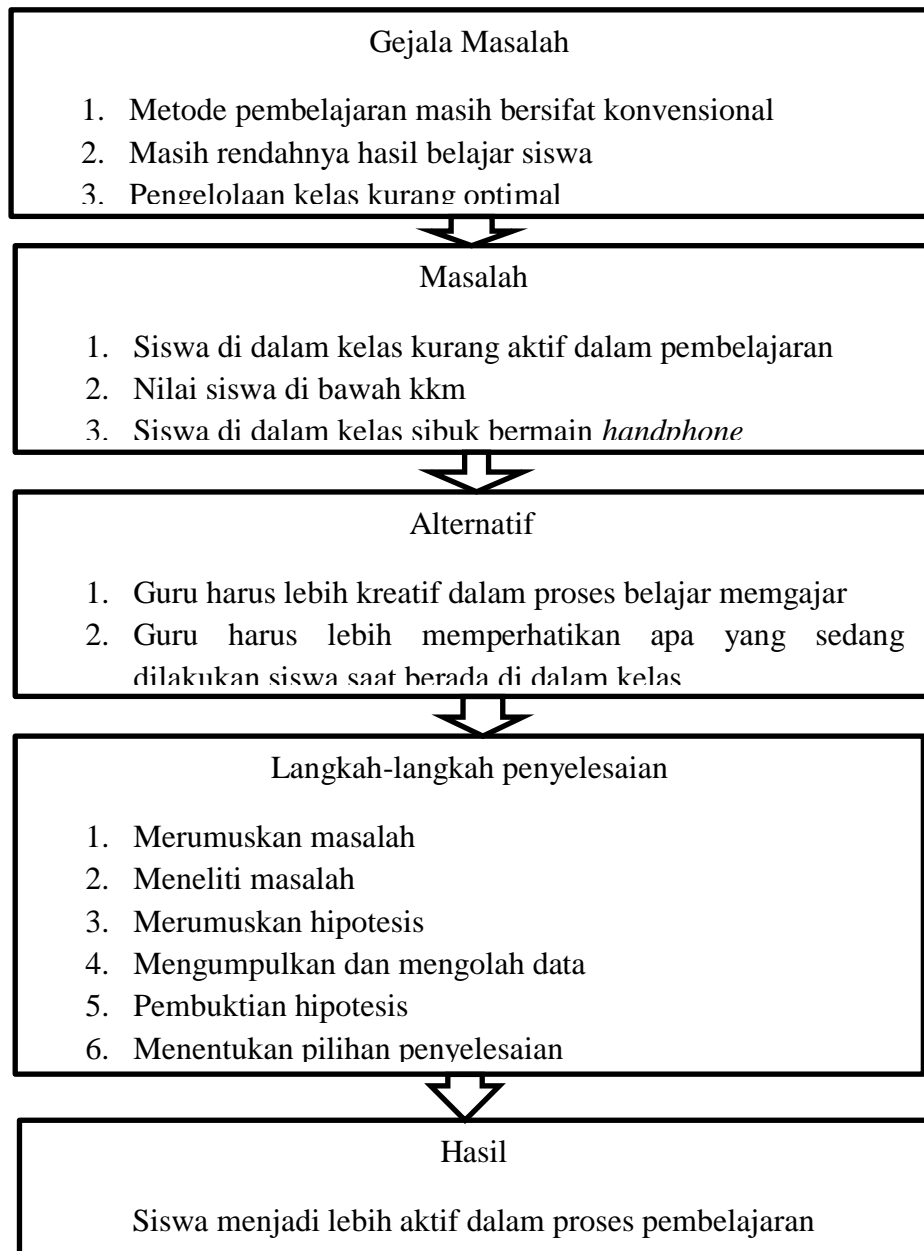 Gejala Masalah
1. Metode pembelajaran masih bersifat konvensional
2. Masih rendahnya hasil belajar siswa
3. Pengelolaan kelas kurang optimal
Masalah
1. Siswa di dalam kelas kurang aktif dalam pembelajaran
2. Nilai siswa di bawah kkm
3. Siswa di dalam kelas sibuk bermain handphone
Alternatif
1. Guru harus lebih kreatif dalam proses belajar memgajar
2. Guru harus lebih memperhatikan apa yang sedang
dilakukan siswa saat berada di dalam kelas
Langkah-langkah penyelesaian
1. Merumuskan masalah
2. Meneliti masalah
3. Merumuskan hipotesis
4. Mengumpulkan dan mengolah data
5. Pembuktian hipotesis
6. Menentukan pilihan penyelesaian
Hasil
Siswa menjadi lebih aktif dalam proses pembelajaran